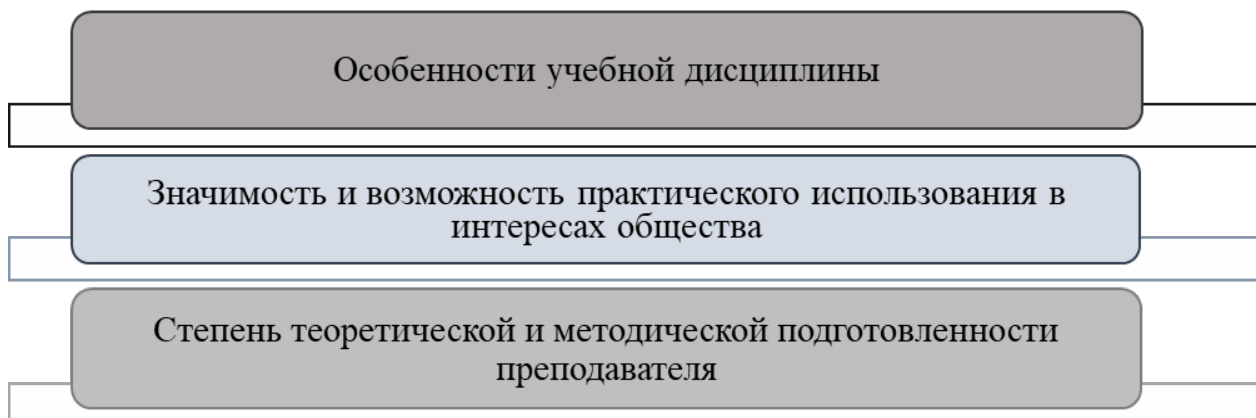 Особенности учебной дисциплины
Значимость и возможность практического использования в
интересах общества
Степень теоретической и методической подготовленности
преподавателя